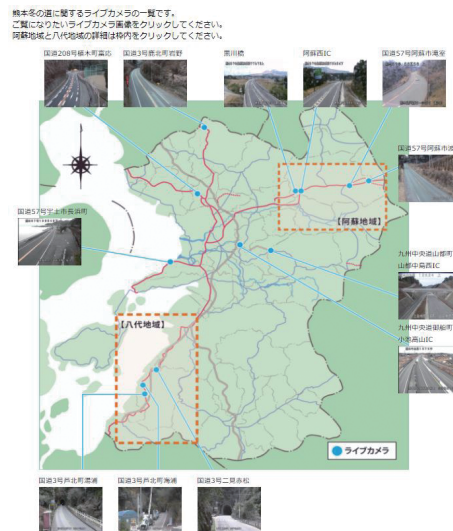 熊本冬の道に関するライブカメラの一覧です。
ご覧になりたいライブカメラ画像をクリックしてください。
阿蘇地域と八代地域の詳細は枠内をクリックしてください。
国道208号植木町富応
国道3号鹿北町岩野
黒川橋
阿蘇西IC
国道57号阿蘇市滝室
国道57号阿蘇市波
国道57号宇土市長浜町
【阿蘇地域】
九州中央道山都町
山都中島西IC
九州中央道御船町
小池高山IC
【八代地域】
ライブカメラ
国道3号芦北町湯浦
国道3号芦北町海浦
国道3号二見赤松